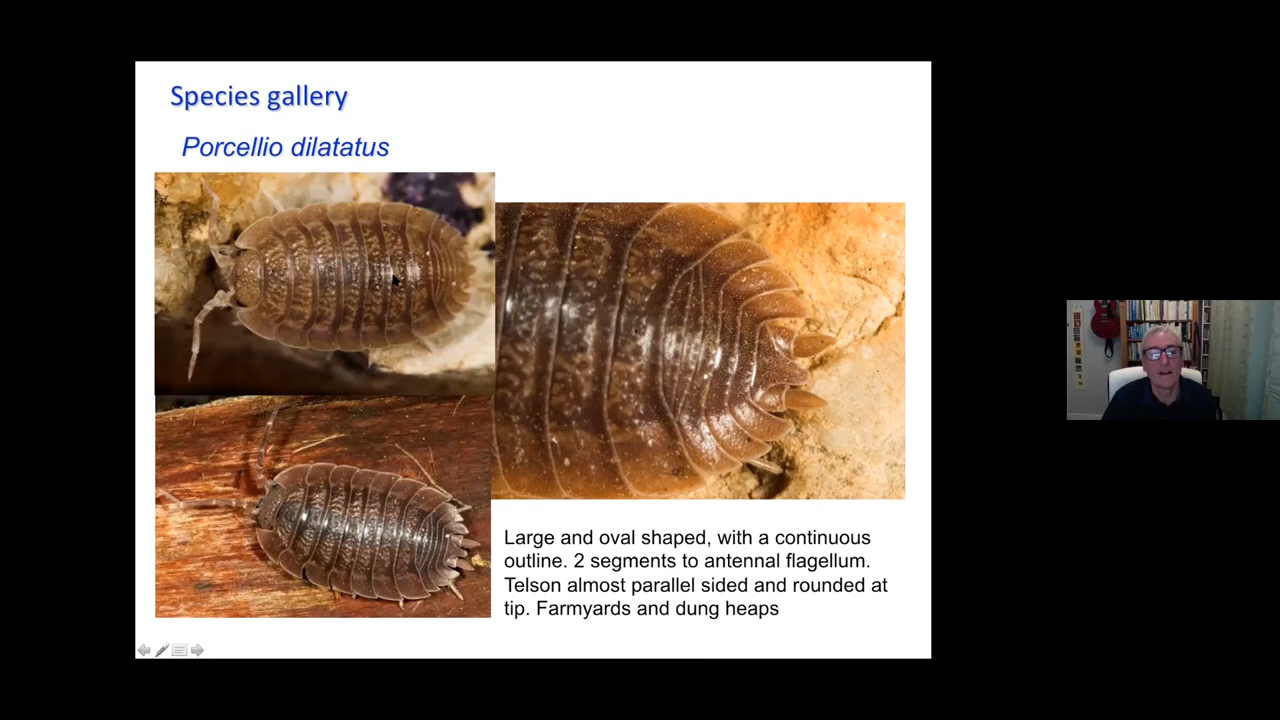 Species gallery
Porcellio dilatatus
Large and oval shaped, with a continuous
outline. 2 segments to antennal flagellum.
Telson almost parallel sided and rounded at
tip. Farmyards and dung heaps